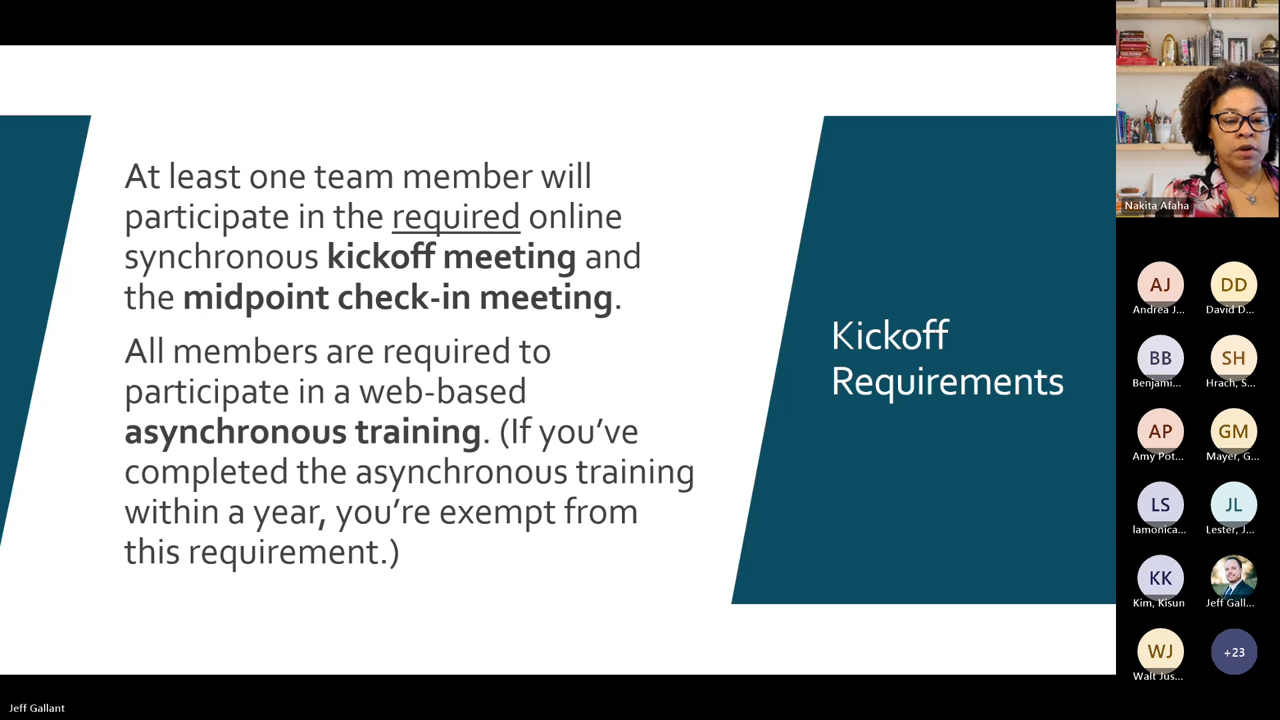 At least one team member will
participate in the required online
synchronous kickoff meeting and
the midpoint check-in meeting.
All members are required to
participate in a web-based
asynchronous training. (If you’ve
completed the asynchronous training
within a year, you’re exempt from
this requirement.)
Kickoff
Requirements
Nakita Afaha
AJ
Andrea J...
DD
David D...
BB
Benjami...
SH
Hrach, S...
AP
Amy Pot...
GM
Mayer, G...
LS
lamonica...
JL
Lester, J...
KK
Kim, Kisun
Jeff Gall...
WJ
Walt Jus...
+23
Jeff Gallant